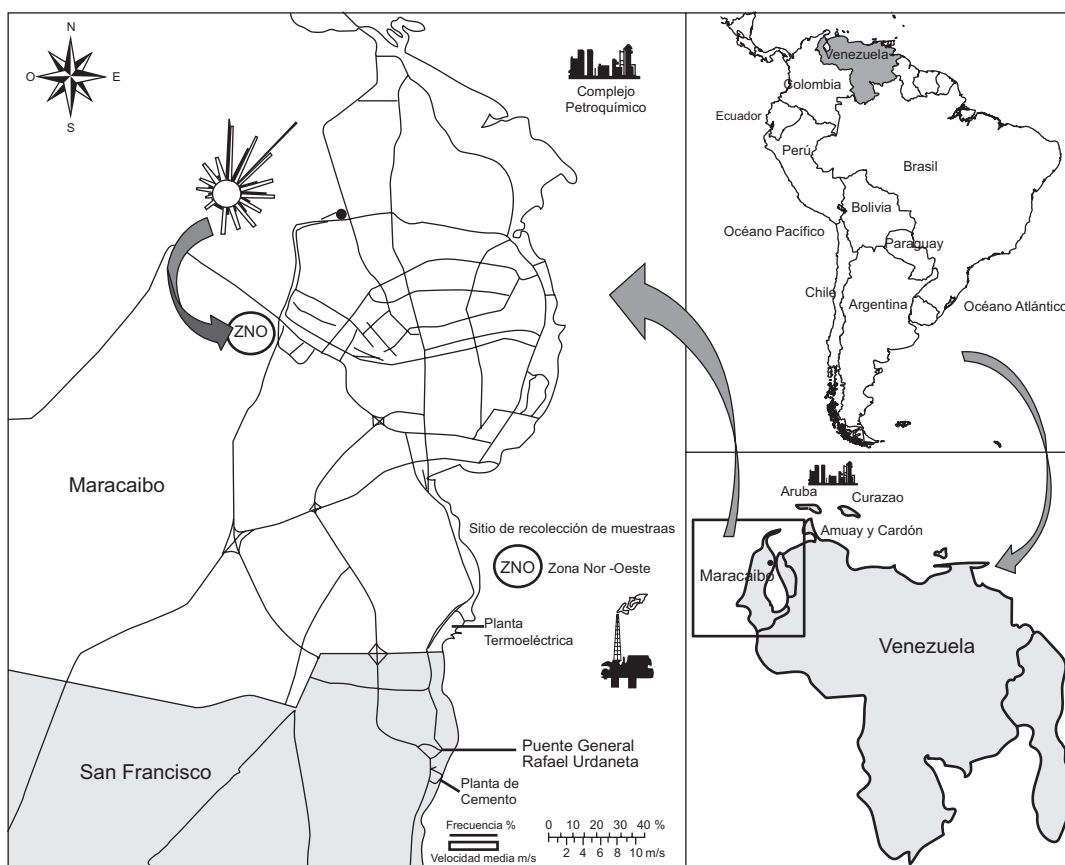 N
O
E
S
Complejo
Petroquímico
ZNO
Maracaibo
Sitio de recolección de muestraas
ZNO
Zona Nor -Oeste
Planta
Termoeléctrica
San Francisco
Puente General
Rafael Urdaneta
Planta de
Cemento
Frecuencia %
Velocidad media m/s
0 10 20 30 40 %
2 4 6 8 10 m/s
Venezuela
Colombia
Ecuador
Perú
Brasil
Bolivia
Océano Pacífico
Paraguay
Chile
Argentina
Océano Atlántico
Aruba
Curazao
Amuay y Cardón
Maracaibo
Venezuela